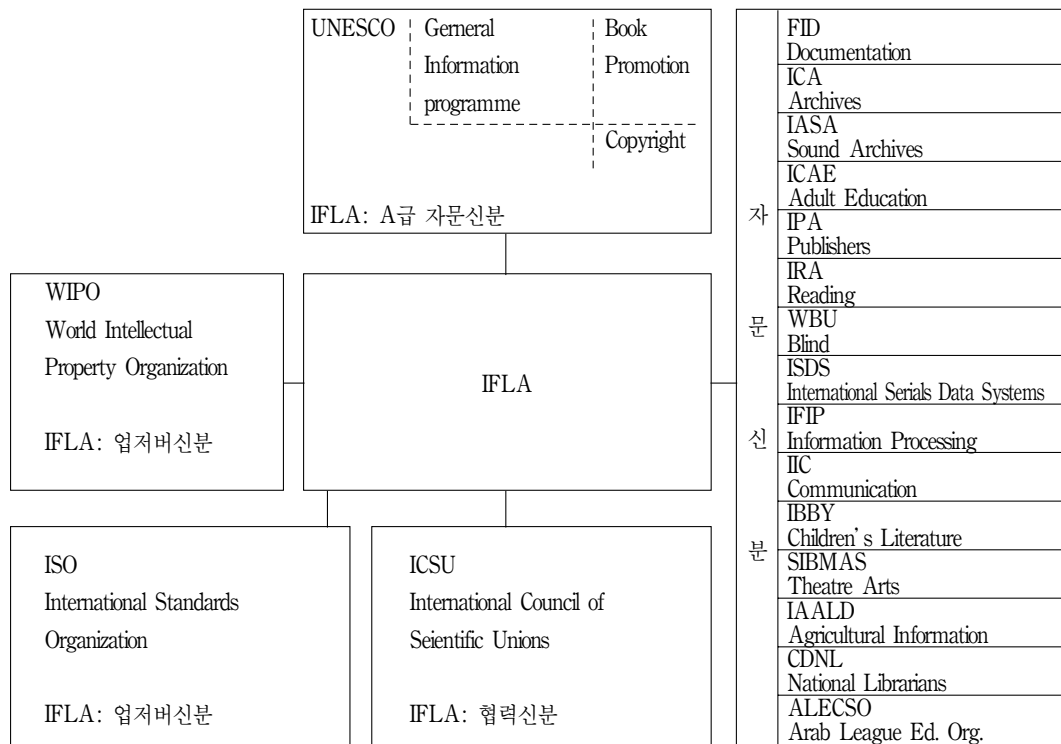 UNESCO
Gerneral
Information
programme
Book
Promotion
Copyright
IFLA: A급 자문신분
WIPO
World Intellectual
Property Organization
IFLA: 업저버신분
IFLA
ISO
International Standards
Organization
IFLA: 업저버신분
ICSU
International Council of
Seientific Unions
IFLA: 협력신분
자
문
신
분
FID
Documentation
ICA
Archives
IASA
Sound Archives
ICAE
Adult Education
IPA
Publishers
IRA
Reading
WBU
Blind
ISDS
International Serials Data Systems
IFIP
Information Processing
IIC
Communication
IBBY
Children's Literature
SIBMAS
Theatre Arts
IAALD
Agricultural Information
CDNL
National Librarians
ALECSO
Arab League Ed. Org.